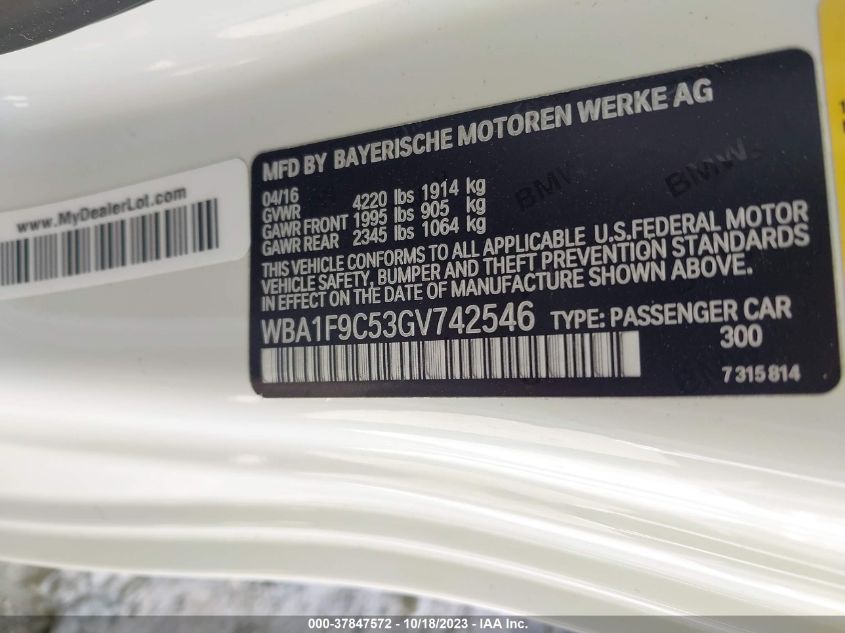 MFD BY BAYERISCHE MOTOREN WERKE AG
04/16
GVWR 4220 lbs 1914 kg
GAWR FRONT 1995 lbs 905 kg
GAWR REAR 2345 lbs 1064 kg
THIS VEHICLE CONFORMS TO ALL APPLICABLE U.S.FEDERAL MOTOR
VEHICLE SAFETY, BUMPER AND THEFT PREVENTION STANDARDS
IN EFFECT ON THE DATE OF MANUFACTURE SHOWN ABOVE.
WBA1F9C53GV742546 TYPE: PASSENGER CAR
300
7 315 814
www.MyDealerLot.com
BMW
BMW
000-37847572 - 10/18/2023 - IAA Inc.